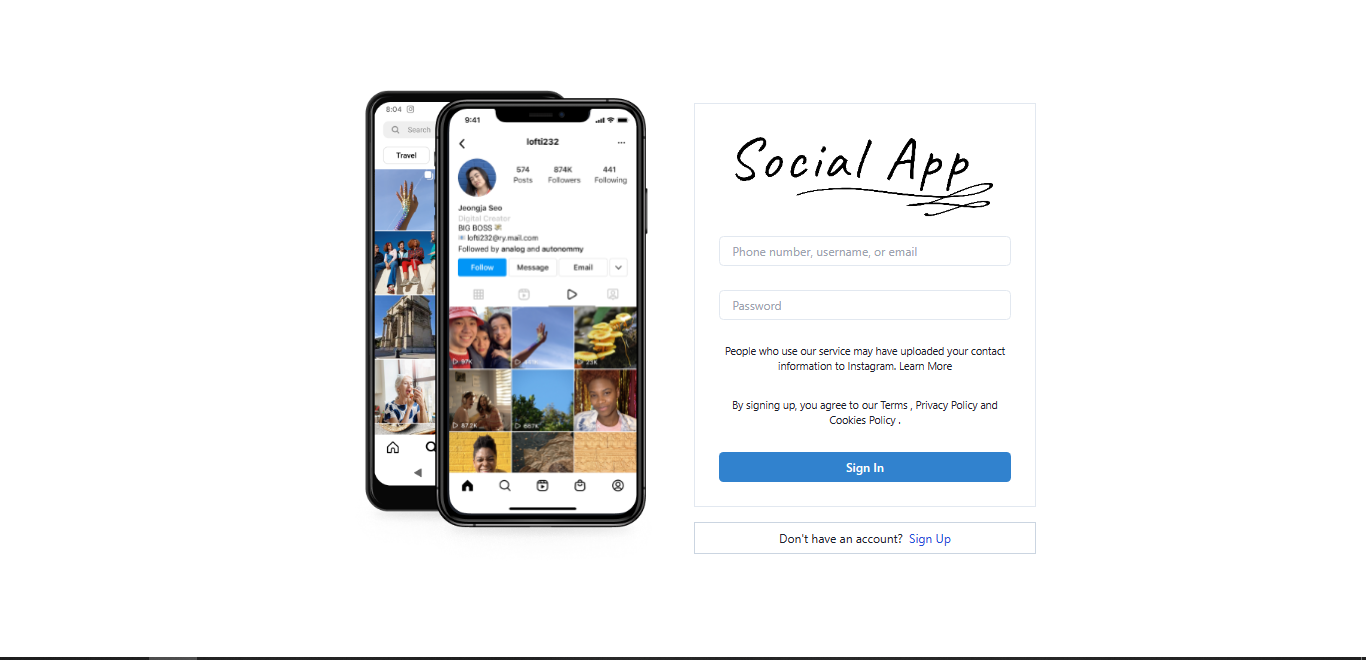 8:04
Search
Travel
9:41
lofti232
574
874K
441
Posts
Followers
Following
Jeongja Seo
Digital Creator
BIG BOSS
lofti232@ry.mail.com
Followed by analog and autonommy
Follow
Message
Email
97K
23K
87.2K
667K
Social App
Phone number, username, or email
Password
People who use our service may have uploaded your contact
information to Instagram. Learn More
By signing up, you agree to our Terms , Privacy Policy and
Cookies Policy .
Sign In
Don't have an account? Sign Up